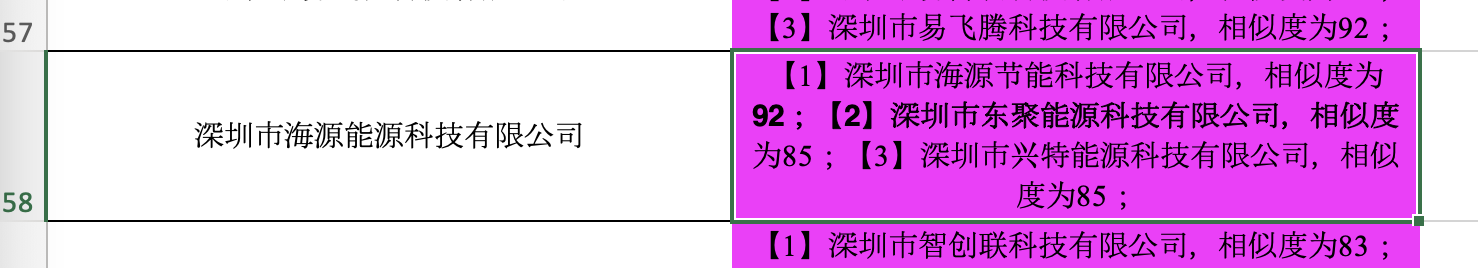 57
【3】深圳市易飞腾科技有限公司，相似度为92；
58
深圳市海源能源科技有限公司
【1】深圳市海源节能科技有限公司，相似度为
92；【2】深圳市东聚能源科技有限公司，相似度
为85；【3】深圳市兴特能源科技有限公司，相似
度为85；
【1】深圳市智创联科技有限公司，相似度为83；